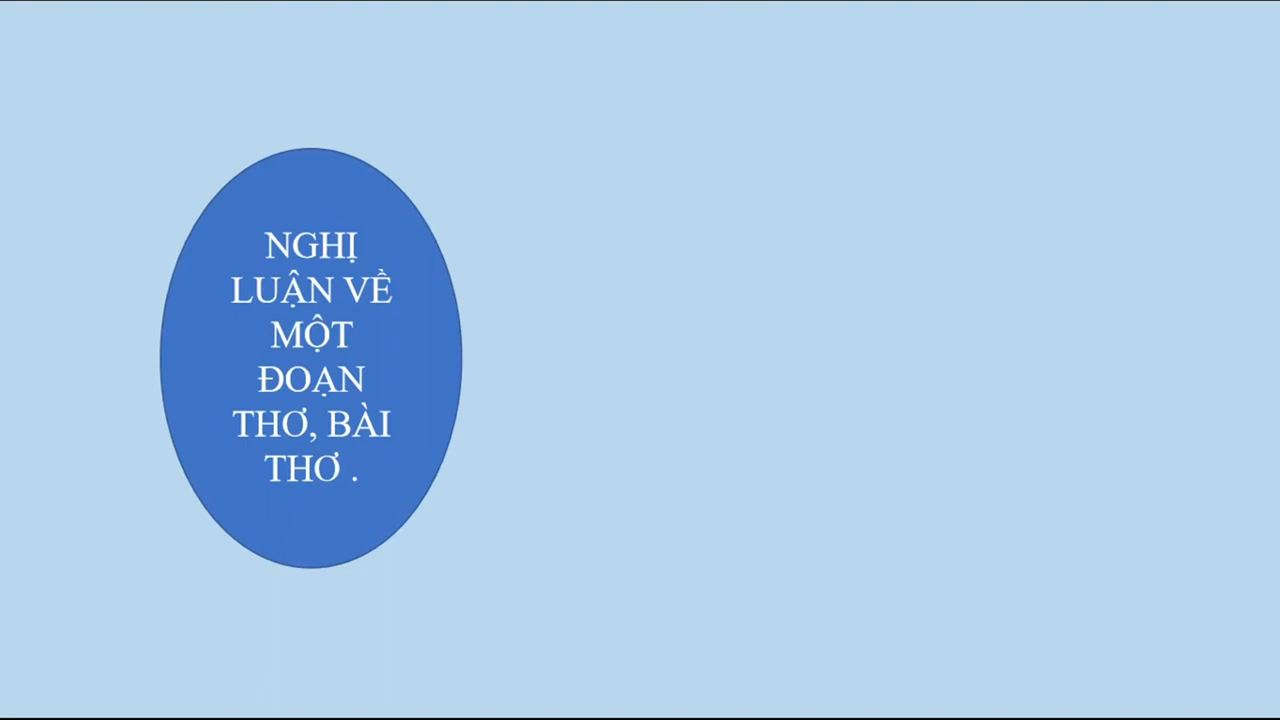 NGHỊ
LUẬN VỀ
MỘT
ĐOẠN
THƠ, BÀI
THƠ .